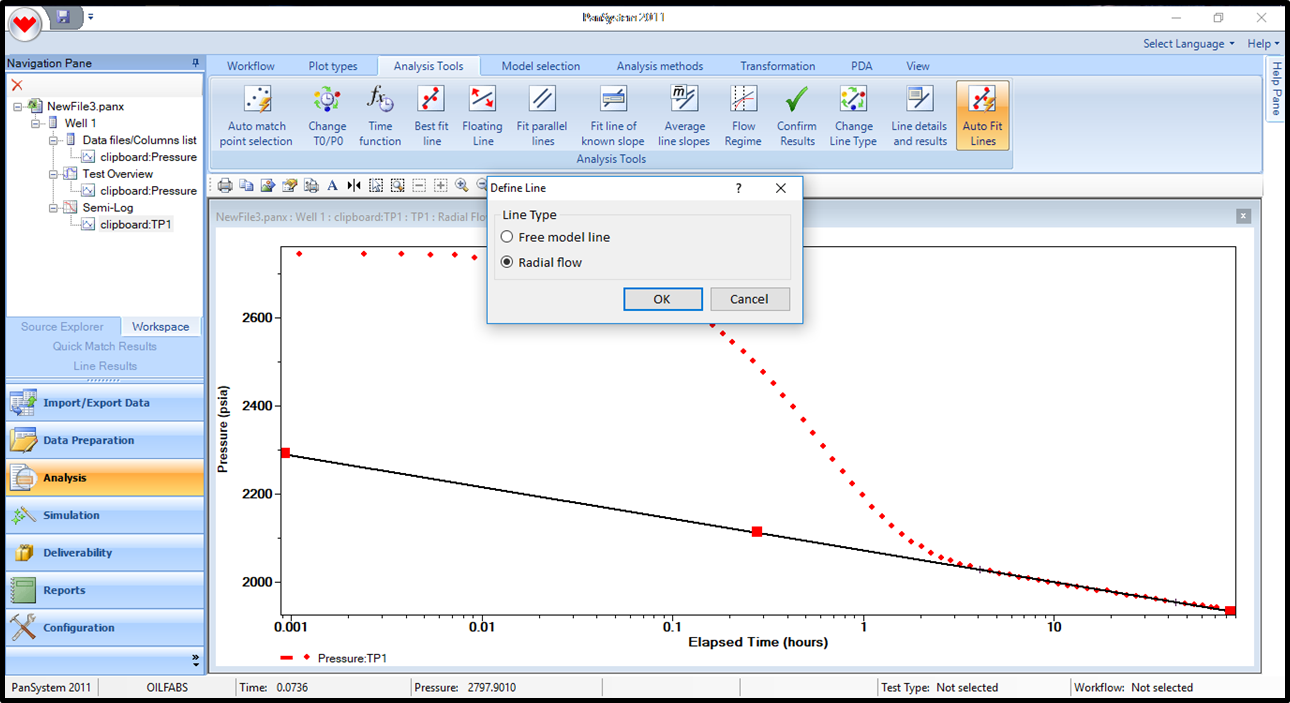 PanSystem 2011
Select Language Help
Navigation Pane
Workflow Plot types Analysis Tools Model selection Analysis methods Transformation PDA View
Help Pane
NewFile3.panx
Well 1
Data files/Columns list
clipboard:Pressure
Test Overview
clipboard:Pressure
Semi-Log
clipboard:TP1
Auto match point selection
Change T0/P0
Time function
Best fit line
Floating Line
Fit parallel lines
Fit line of known slope
Average line slopes
Flow Regime
Confirm Results
Change Line Type
Line details and results
Auto Fit Lines
Analysis Tools
NewFile3.panx : Well 1 : clipboard:TP1 : TP1 : Radial Flo
Define Line ?
Line Type
Free model line
Radial flow
OK Cancel
Source Explorer Workspace
Quick Match Results
Line Results
Import/Export Data
Data Preparation
Analysis
Simulation
Deliverability
Reports
Configuration
Pressure (psia)
2600
2400
2200
2000
0.001 0.01 0.1 1 10
Elapsed Time (hours)
Pressure:TP1
PanSystem 2011 OILFABS Time: 0.0736 Pressure: 2797.9010 Test Type: Not selected Workflow: Not selected